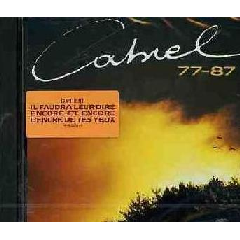 Cabrel
77-87
IL FAUDRA LEUR DIRE
ENCORE ET ENCORE
L'ENCRE DE TES YEUX